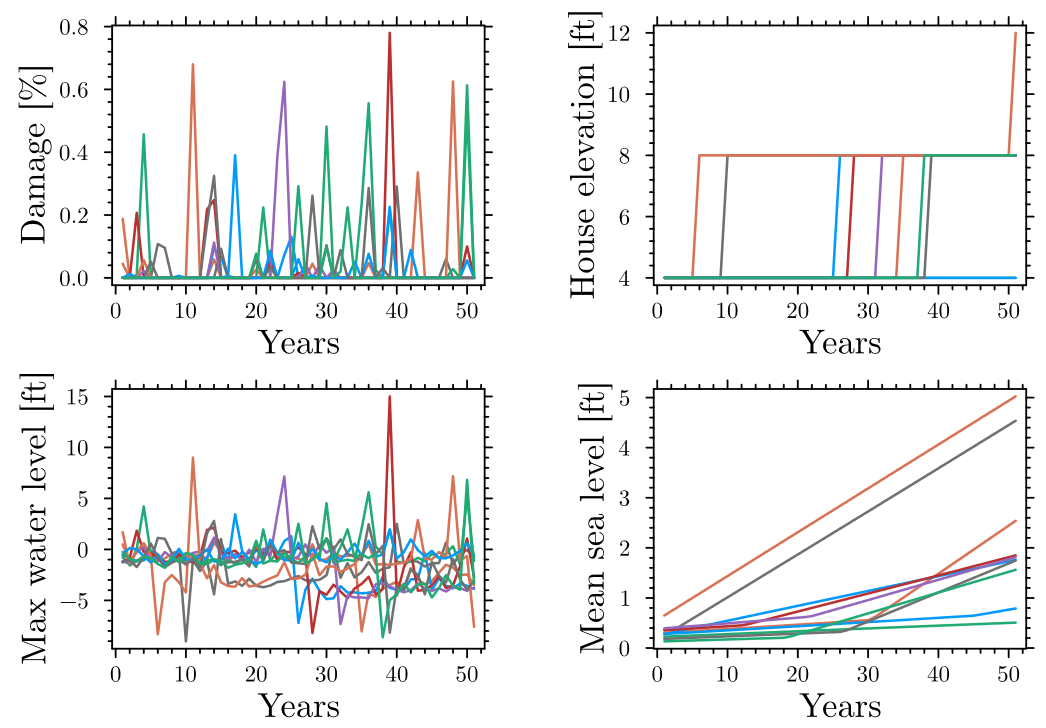 Damage [%]
0.8
0.6
0.4
0.2
0.0
0 10 20 30 40 50
Years
House elevation [ft]
12
10
8
6
4
0 10 20 30 40 50
Years
Max water level [ft]
15
10
5
0
−5
0 10 20 30 40 50
Years
Mean sea level [ft]
5
4
3
2
1
0
0 10 20 30 40 50
Years